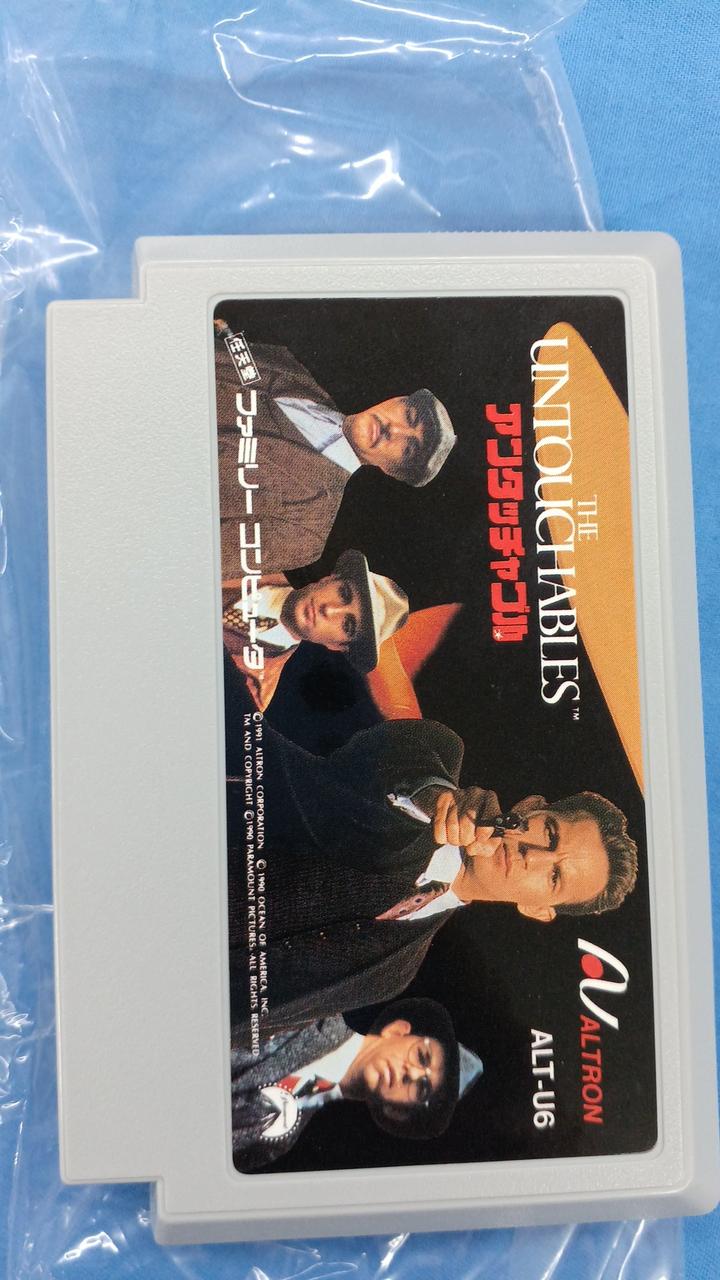 THE
UNTOUCHABLES™
アンタッチャブル
ALTRON
ALT-U6
任天堂
ファミリー コンピュータ™
©1991 ALTRON CORPORATION ©1990 OCEAN OF AMERICA, INC.
TM AND COPYRIGHT ©1990 PARAMOUNT PICTURES. ALL RIGHTS RESERVED
Paramount